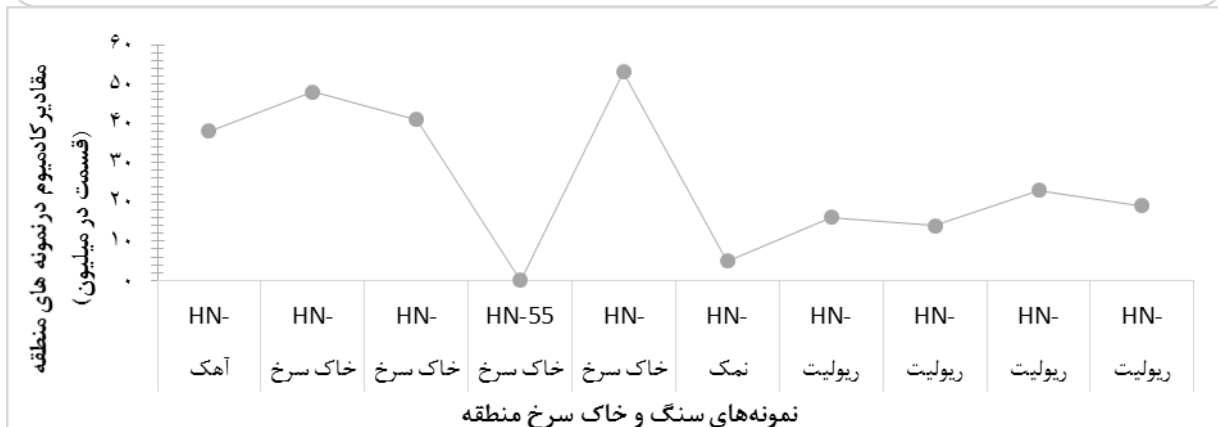 مقادیر کادمیوم درنمونه های منطقه
(قسمت در میلیون)
۶۰
۵۰
۴۰
۳۰
۲۰
۱۰
۰
HN- HN- HN- HN-55 HN- HN- HN- HN- HN- HN-
آهک خاک سرخ خاک سرخ خاک سرخ خاک سرخ نمک ریولیت ریولیت ریولیت ریولیت
نمونه‌های سنگ و خاک سرخ منطقه